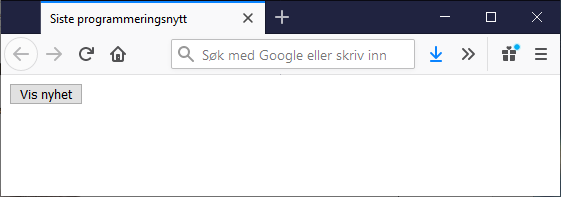 Siste programmeringsnytt
Søk med Google eller skriv inn
Vis nyhet